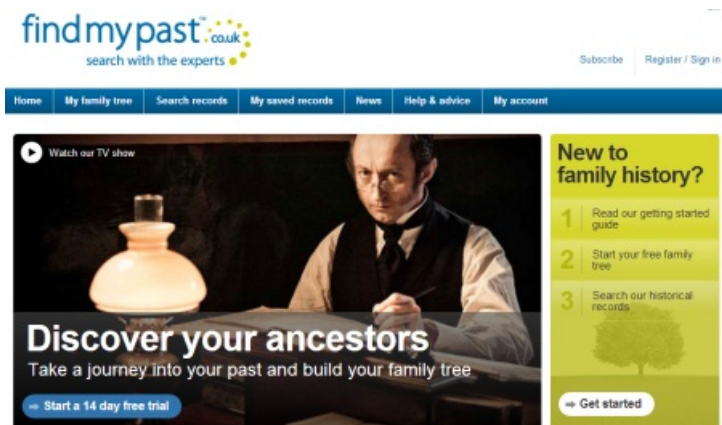 findmypast™.co.uk
search with the experts
Subscribe Register / Sign in
Home My family tree Search records My saved records News Help & advice My account
Watch our TV show
Discover your ancestors
Take a journey into your past and build your family tree
Start a 14 day free trial
New to
family history?
1 Read our getting started
guide
2 Start your free family
tree
3 Search our historical
records
Get started